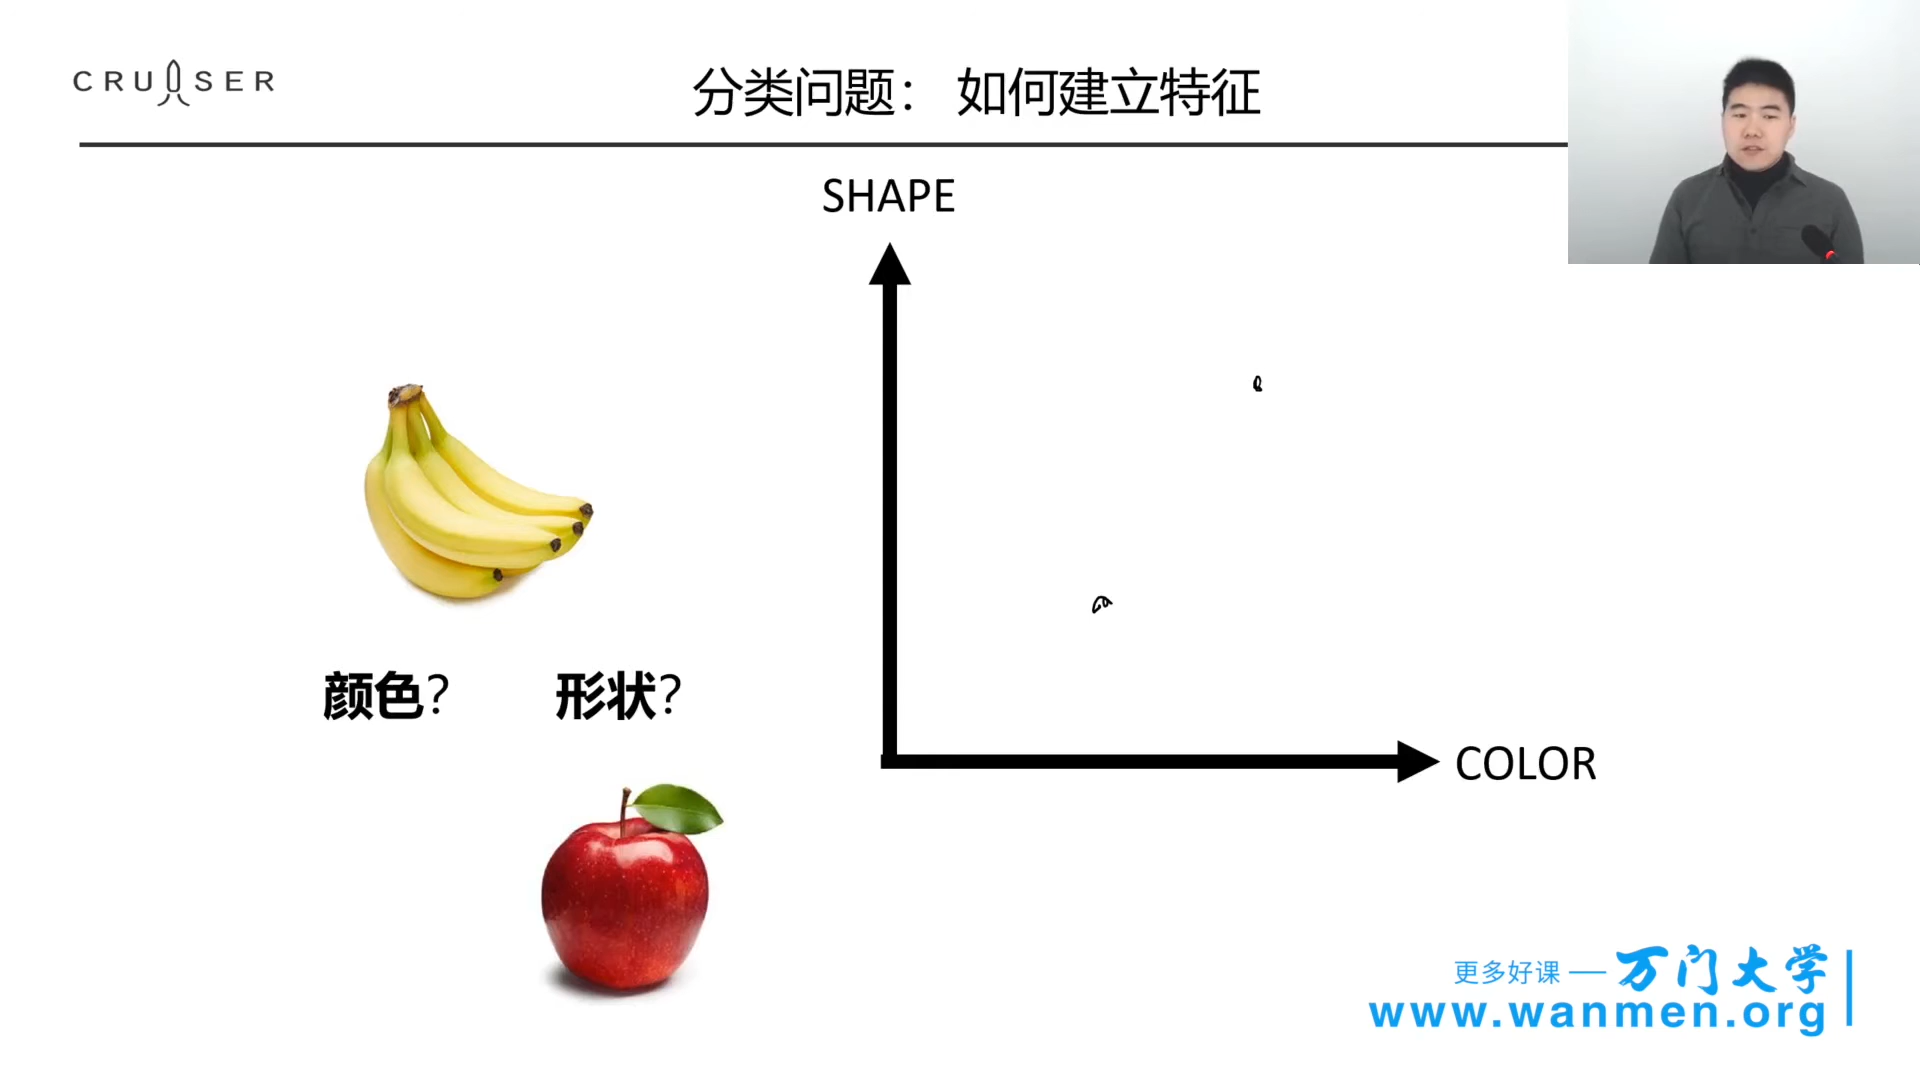 CRUISER
分类问题： 如何建立特征
SHAPE
颜色? 形状?
COLOR
更多好课 — 万门大学
www.wanmen.org